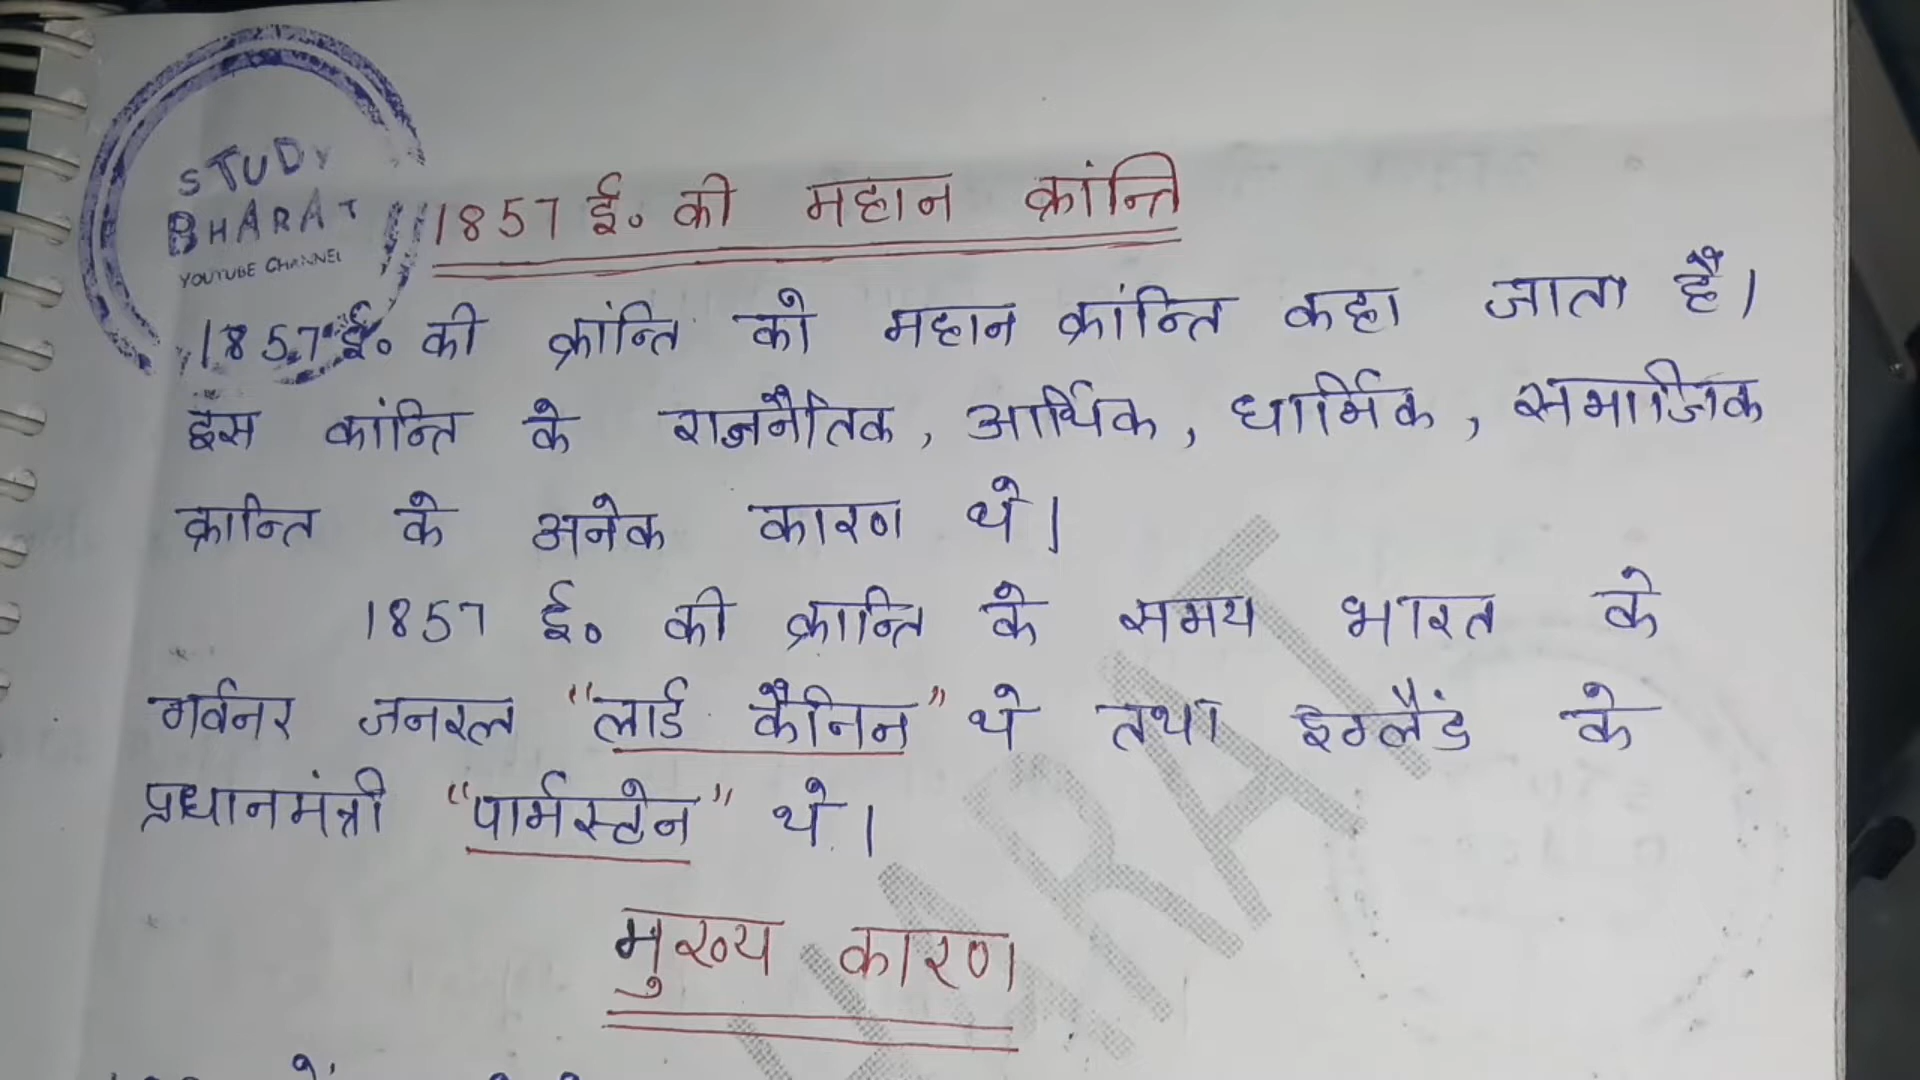 STUDY
BHARAT
YOUTUBE CHANNEL
1857 ई० की महान क्रांन्ति
1857 ई० की क्रांन्ति को महान क्रांन्ति कहा जाता है।
इस कांन्ति के राजनैतिक, आर्थिक, धार्मिक, समाजिक
क्रान्ति के अनेक कारण थे।
1857 ई० की क्रान्ति के समय भारत के
गर्वनर जनरल "लार्ड कैनिन" थे तथा इग्लैंड के
प्रधानमंत्री "पार्मस्टेन" थे।
मुख्य कारण